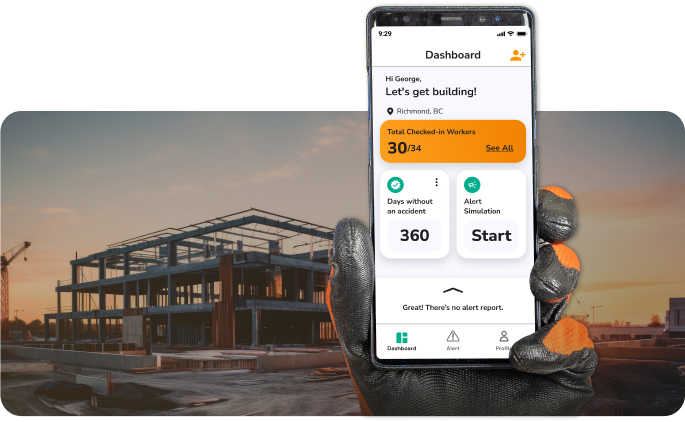 9:29
Dashboard
Hi George,
Let's get building!
Richmond, BC
Total Checked-in Workers
30/34
See All
Days without
an accident
360
Alert
Simulation
Start
Great! There's no alert report.
Dashboard
Alert
Profile